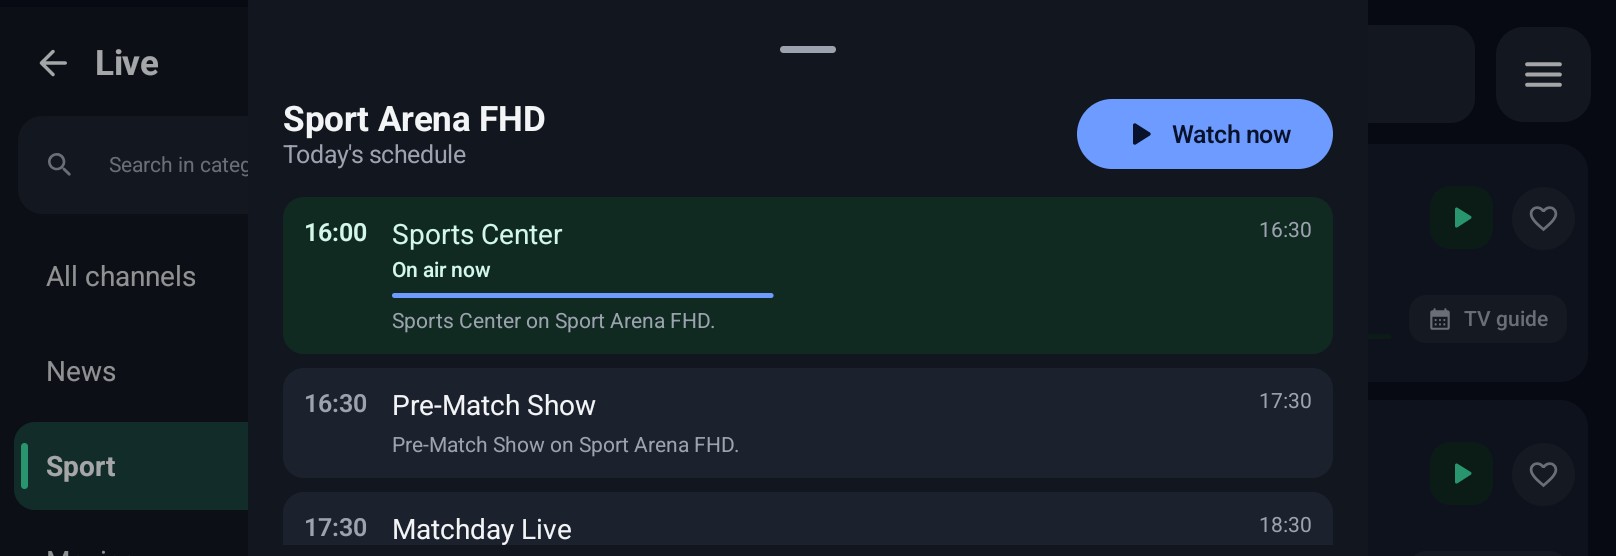 Live
Search in categ
All channels
News
Sport
Sport Arena FHD
Today's schedule
Watch now
16:00 Sports Center 16:30
On air now
Sports Center on Sport Arena FHD.
16:30 Pre-Match Show 17:30
Pre-Match Show on Sport Arena FHD.
17:30 Matchday Live 18:30
TV guide